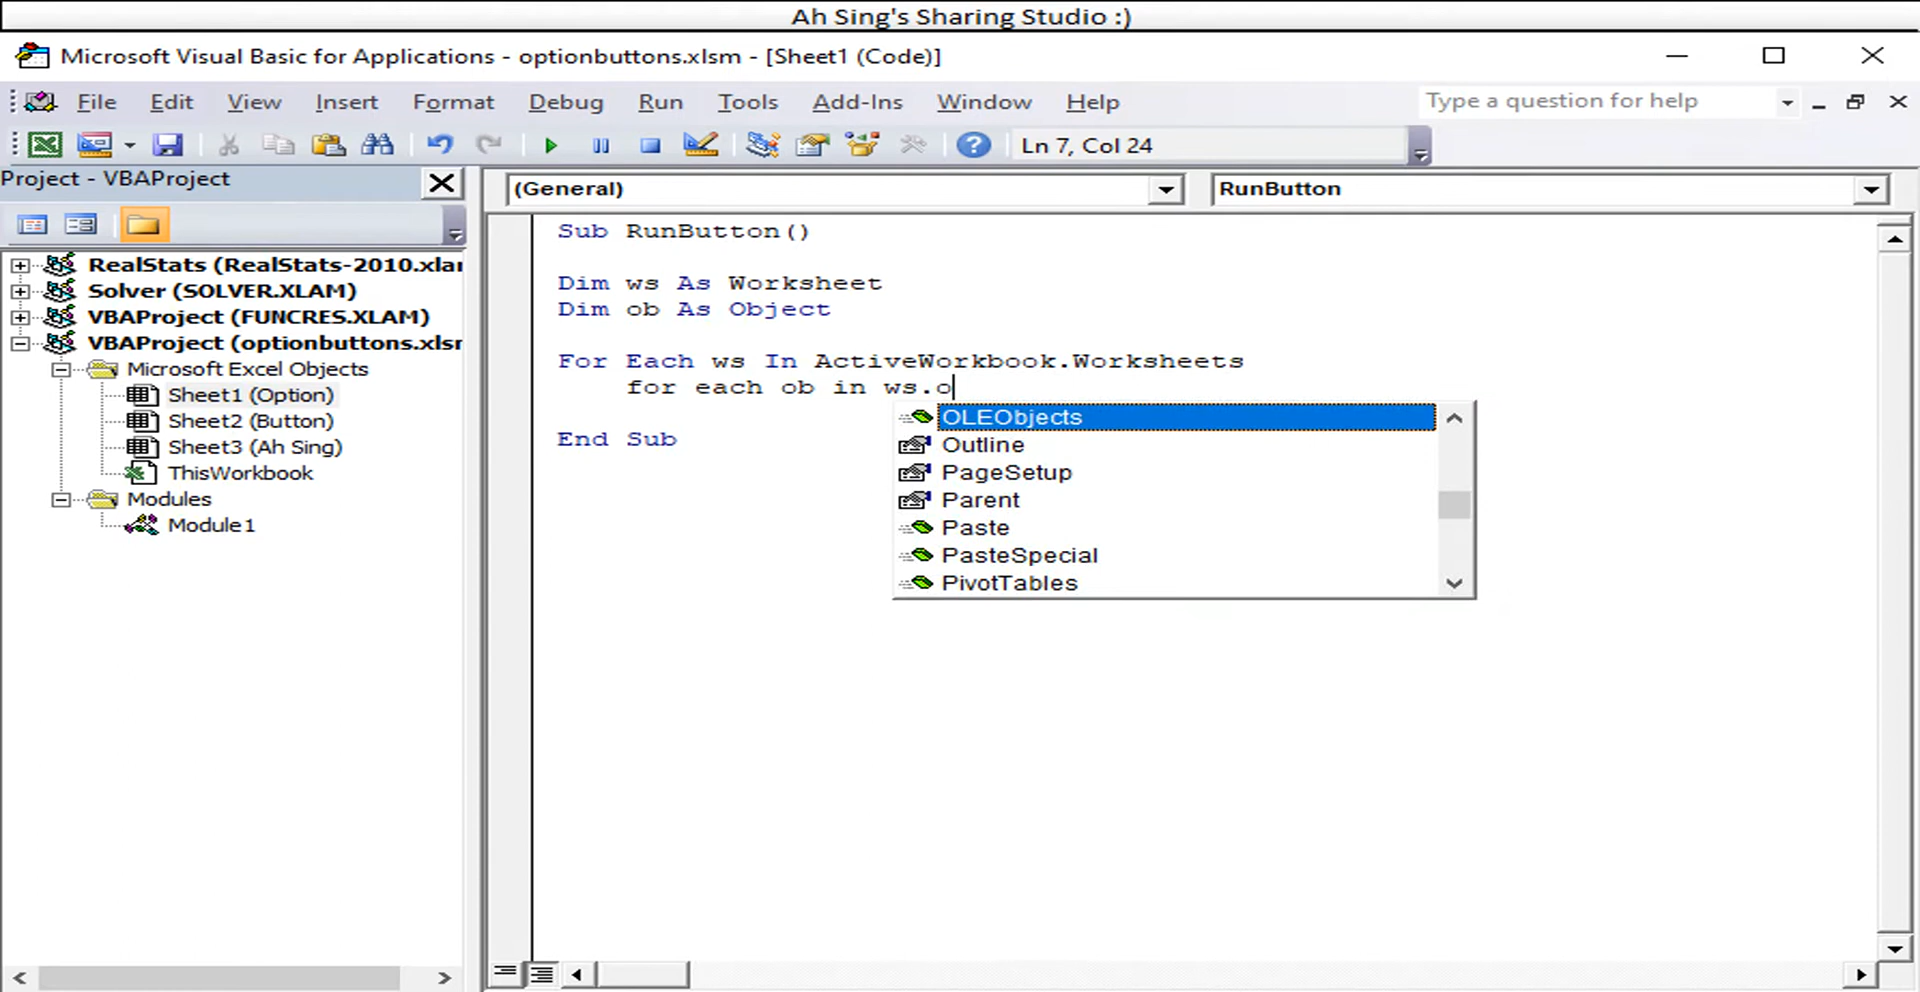 Ah Sing's Sharing Studio :)
Microsoft Visual Basic for Applications - optionbuttons.xlsm - [Sheet1 (Code)]
File Edit View Insert Format Debug Run Tools Add-Ins Window Help Type a question for help
Ln 7, Col 24
Project - VBAProject
(General) RunButton
RealStats (RealStats-2010.xlar
Solver (SOLVER.XLAM)
VBAProject (FUNCRES.XLAM)
VBAProject (optionbuttons.xlsr
Microsoft Excel Objects
Sheet1 (Option)
Sheet2 (Button)
Sheet3 (Ah Sing)
ThisWorkbook
Modules
Module1
Sub RunButton()
Dim ws As Worksheet
Dim ob As Object
For Each ws In ActiveWorkbook.Worksheets
for each ob in ws.o
OLEObjects
Outline
PageSetup
Parent
Paste
PasteSpecial
PivotTables
End Sub